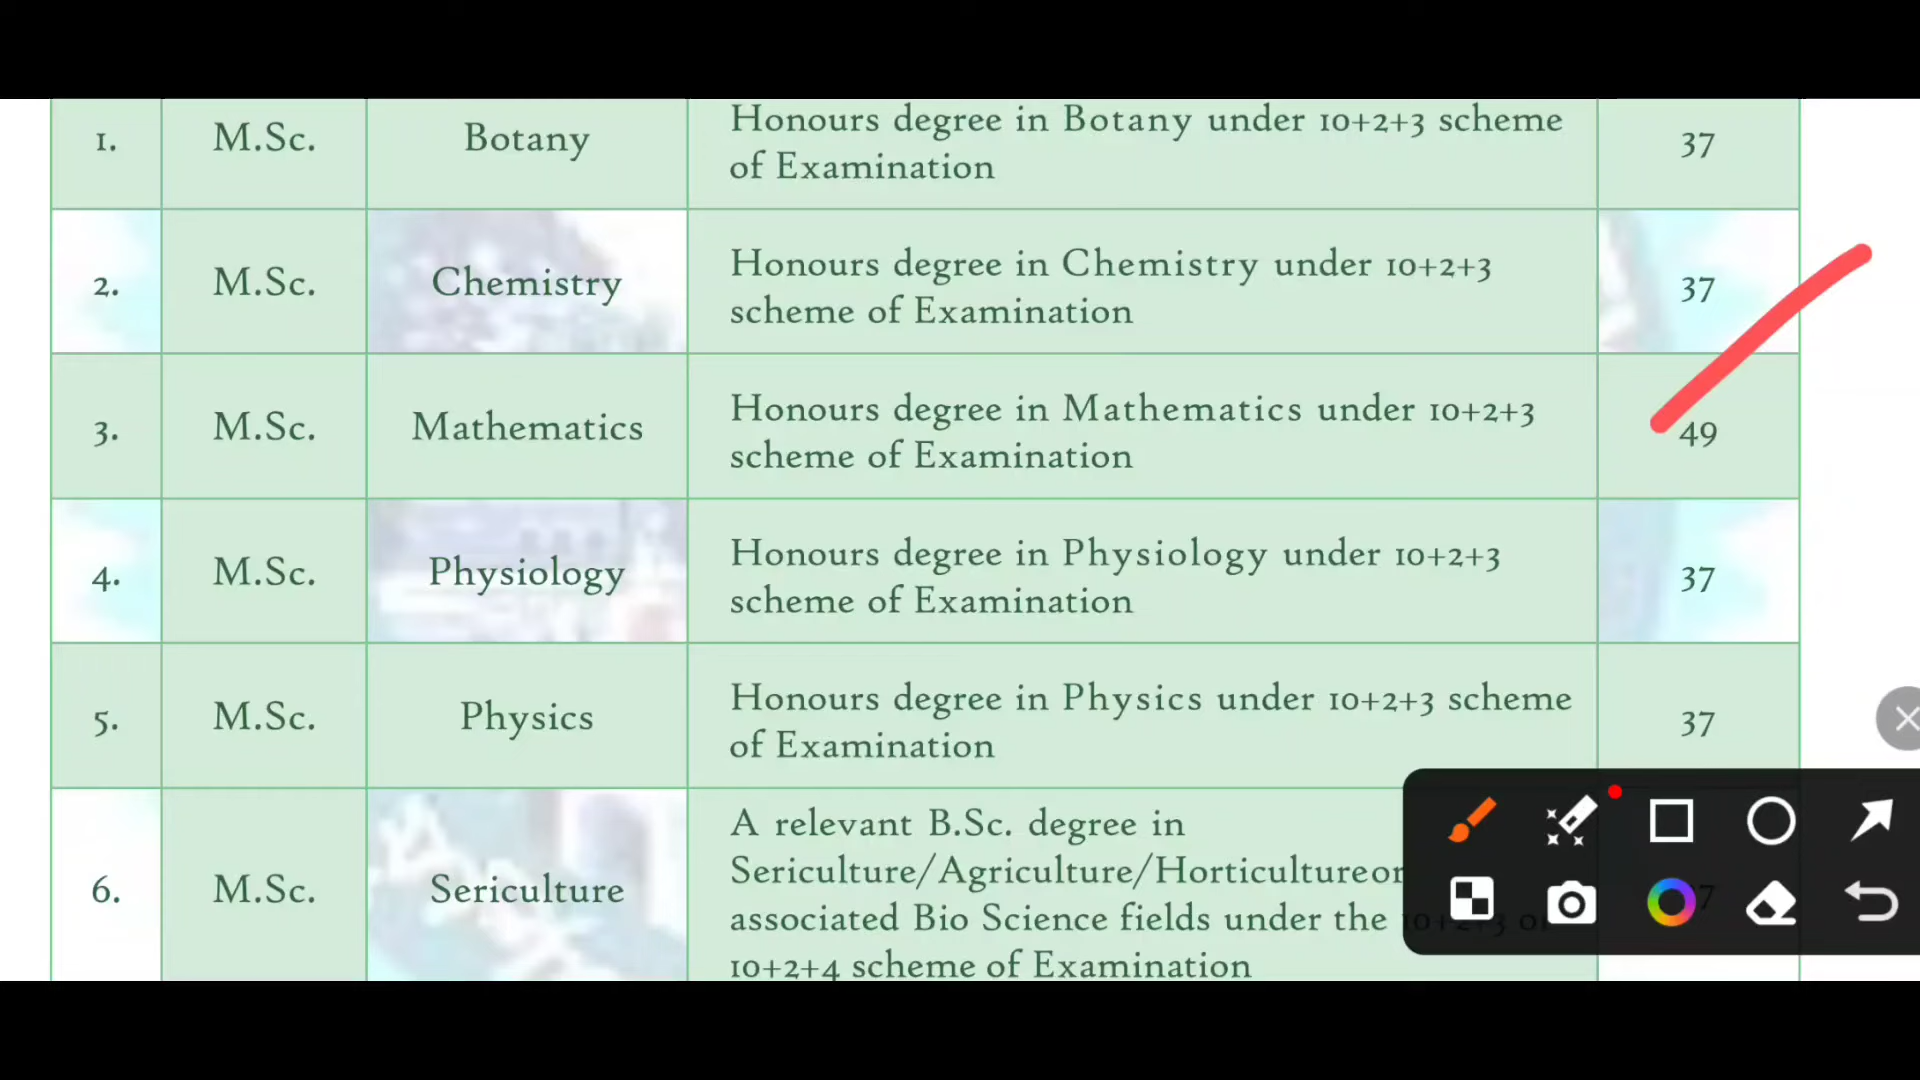 1. M.Sc. Botany Honours degree in Botany under 10+2+3 scheme
of Examination 37
2. M.Sc. Chemistry Honours degree in Chemistry under 10+2+3
scheme of Examination 37
3. M.Sc. Mathematics Honours degree in Mathematics under 10+2+3
scheme of Examination 49
4. M.Sc. Physiology Honours degree in Physiology under 10+2+3
scheme of Examination 37
5. M.Sc. Physics Honours degree in Physics under 10+2+3 scheme
of Examination 37
6. M.Sc. Sericulture A relevant B.Sc. degree in
Sericulture/Agriculture/Horticultureor
associated Bio Science fields under the 10+2+3 or
10+2+4 scheme of Examination